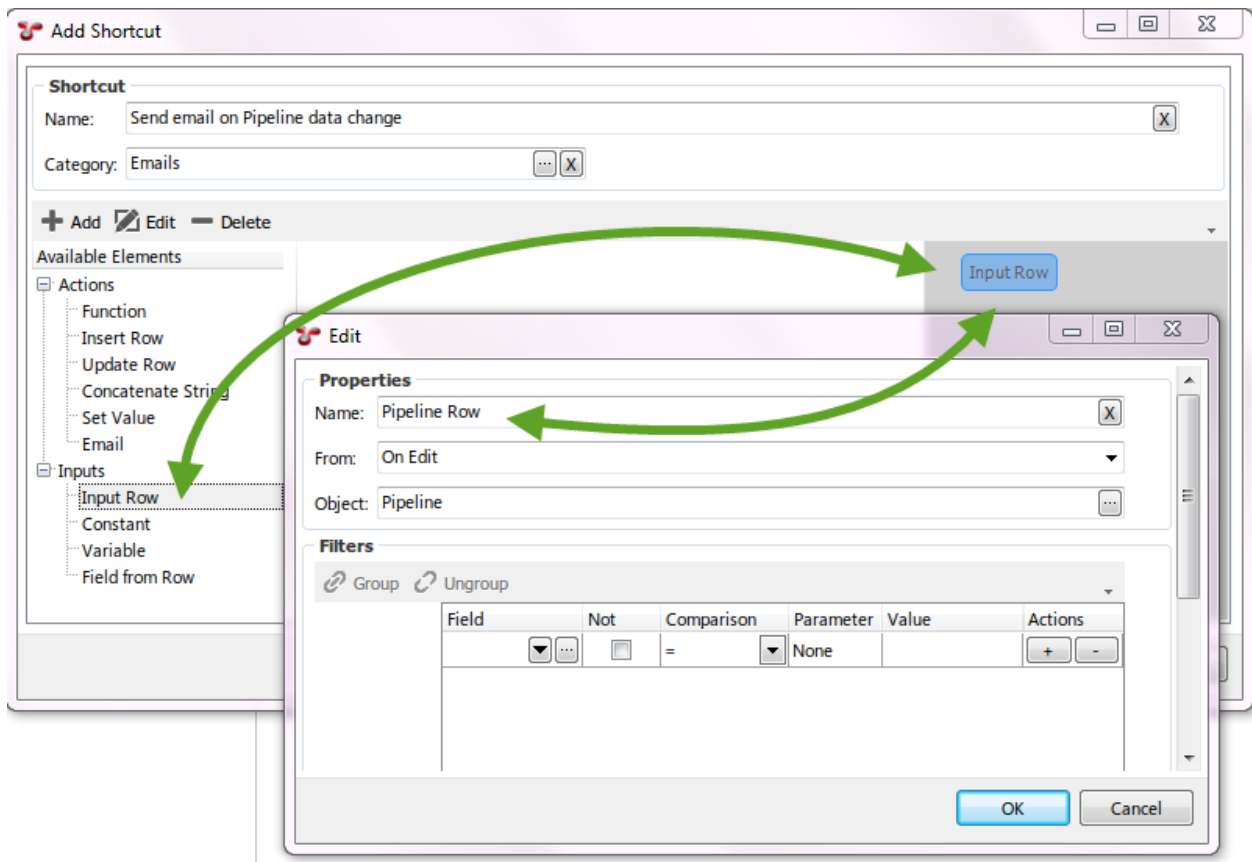 Add Shortcut
X
Shortcut
Name: Send email on Pipeline data change X
Category: Emails ... X
Add Edit Delete
Available Elements
Actions
Function
Insert Row
Update Row
Concatenate String
Set Value
Email
Inputs
Input Row
Constant
Variable
Field from Row
Input Row
Edit
Properties
Name: Pipeline Row X
From: On Edit
Object: Pipeline ...
Filters
Group Ungroup
Field Not Comparison Parameter Value Actions
... = None + -
OK Cancel